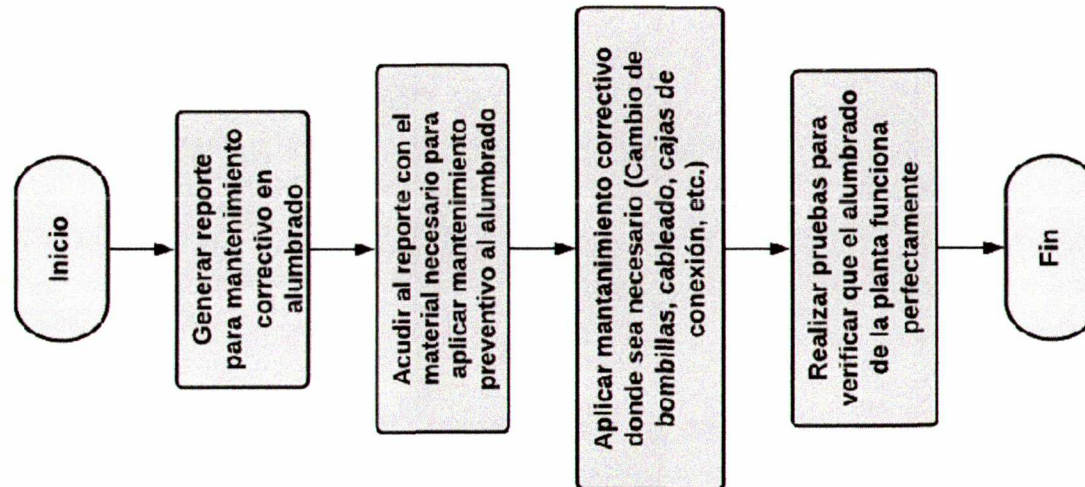 Inicio
Generar reporte
para mantenimiento
correctivo en
alumbrado
Acudir al reporte con el
material necesario para
aplicar mantenimiento
preventivo al alumbrado
Aplicar mantanimiento correctivo
donde sea necesario (Cambio de
bombillas, cableado, cajas de
conexión, etc.)
Realizar pruebas para
verificar que el alumbrado
de la planta funciona
perfectamente
Fin